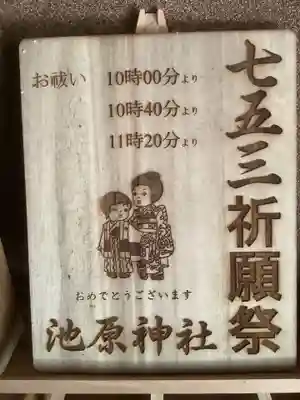 七五三祈願祭
お祓い 10時00分より
10時40分より
11時20分より
おめでとうございます
池原神社